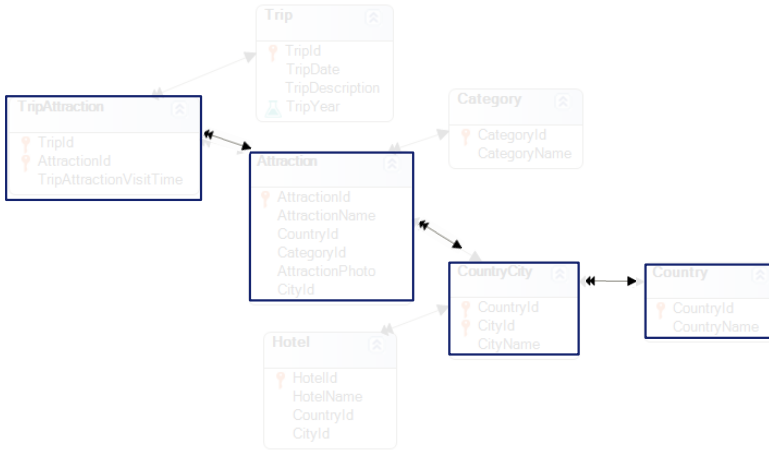 Trip
TripId
TripDate
TripDescription
TripYear
TripAttraction
TripId
AttractionId
TripAttractionVisitTime
Category
CategoryId
CategoryName
Attraction
AttractionId
AttractionName
CountryId
CategoryId
AttractionPhoto
CityId
CountryCity
CountryId
CityId
CityName
Country
CountryId
CountryName
Hotel
HotelId
HotelName
CountryId
CityId